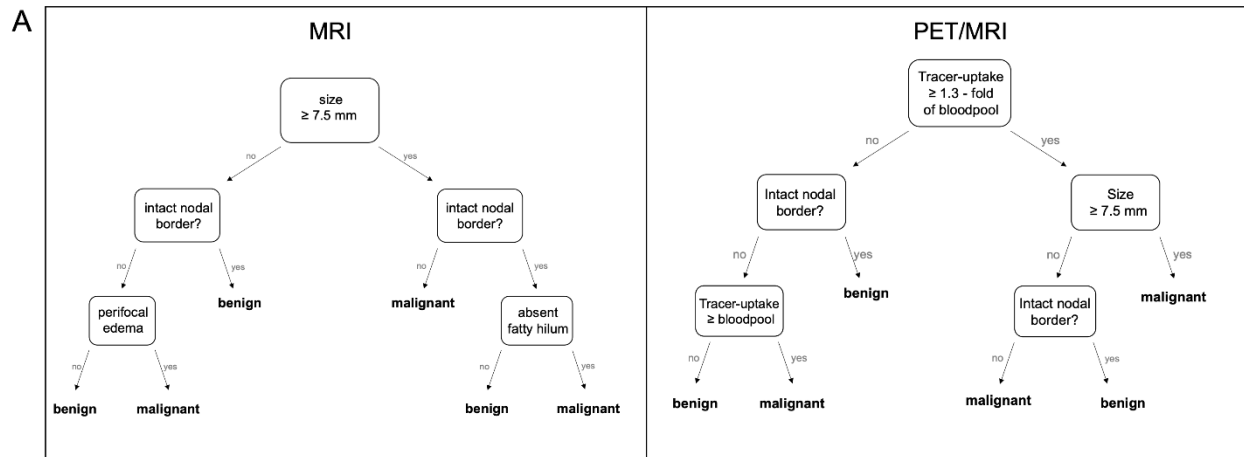 A
MRI
size
≥ 7.5 mm
no
yes
intact nodal
border?
intact nodal
border?
no
yes
no
yes
perifocal
edema
benign
malignant
absent
fatty hilum
no
yes
no
yes
benign
malignant
benign
malignant
PET/MRI
Tracer-uptake
≥ 1.3 - fold
of bloodpool
no
yes
Intact nodal
border?
Size
≥ 7.5 mm
no
yes
no
yes
Tracer-uptake
≥ bloodpool
benign
Intact nodal
border?
malignant
no
yes
no
yes
benign
malignant
malignant
benign